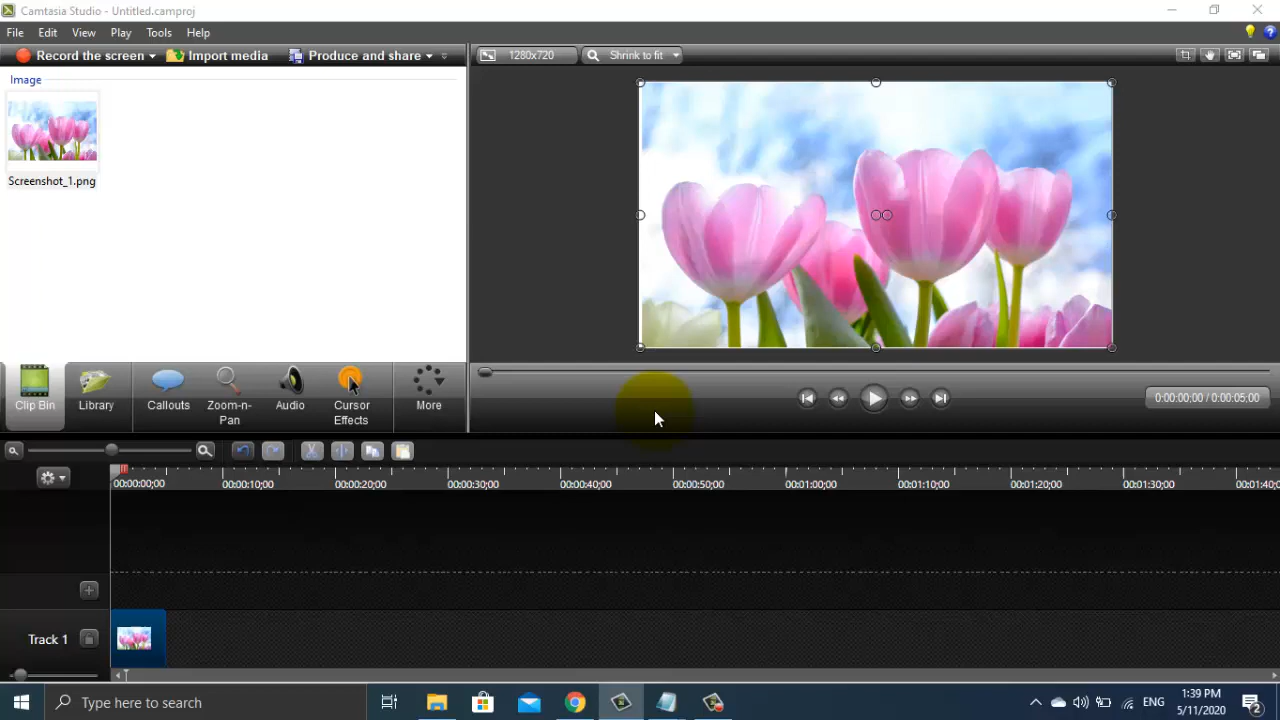 Camtasia Studio - Untitled.camproj
File Edit View Play Tools Help
Record the screen Import media Produce and share
1280x720 Shrink to fit
Image
Screenshot_1.png
Clip Bin
Library
Callouts
Zoom-n-
Pan
Audio
Cursor
Effects
More
0:00:00;00 / 0:00:05;00
00:00:00;00 00:00:10;00 00:00:20;00 00:00:30;00 00:00:40;00 00:00:50;00 00:01:00;00 00:01:10;00 00:01:20;00 00:01:30;00 00:01:40;0
Track 1
Type here to search
ENG
1:39 PM
5/11/2020
2